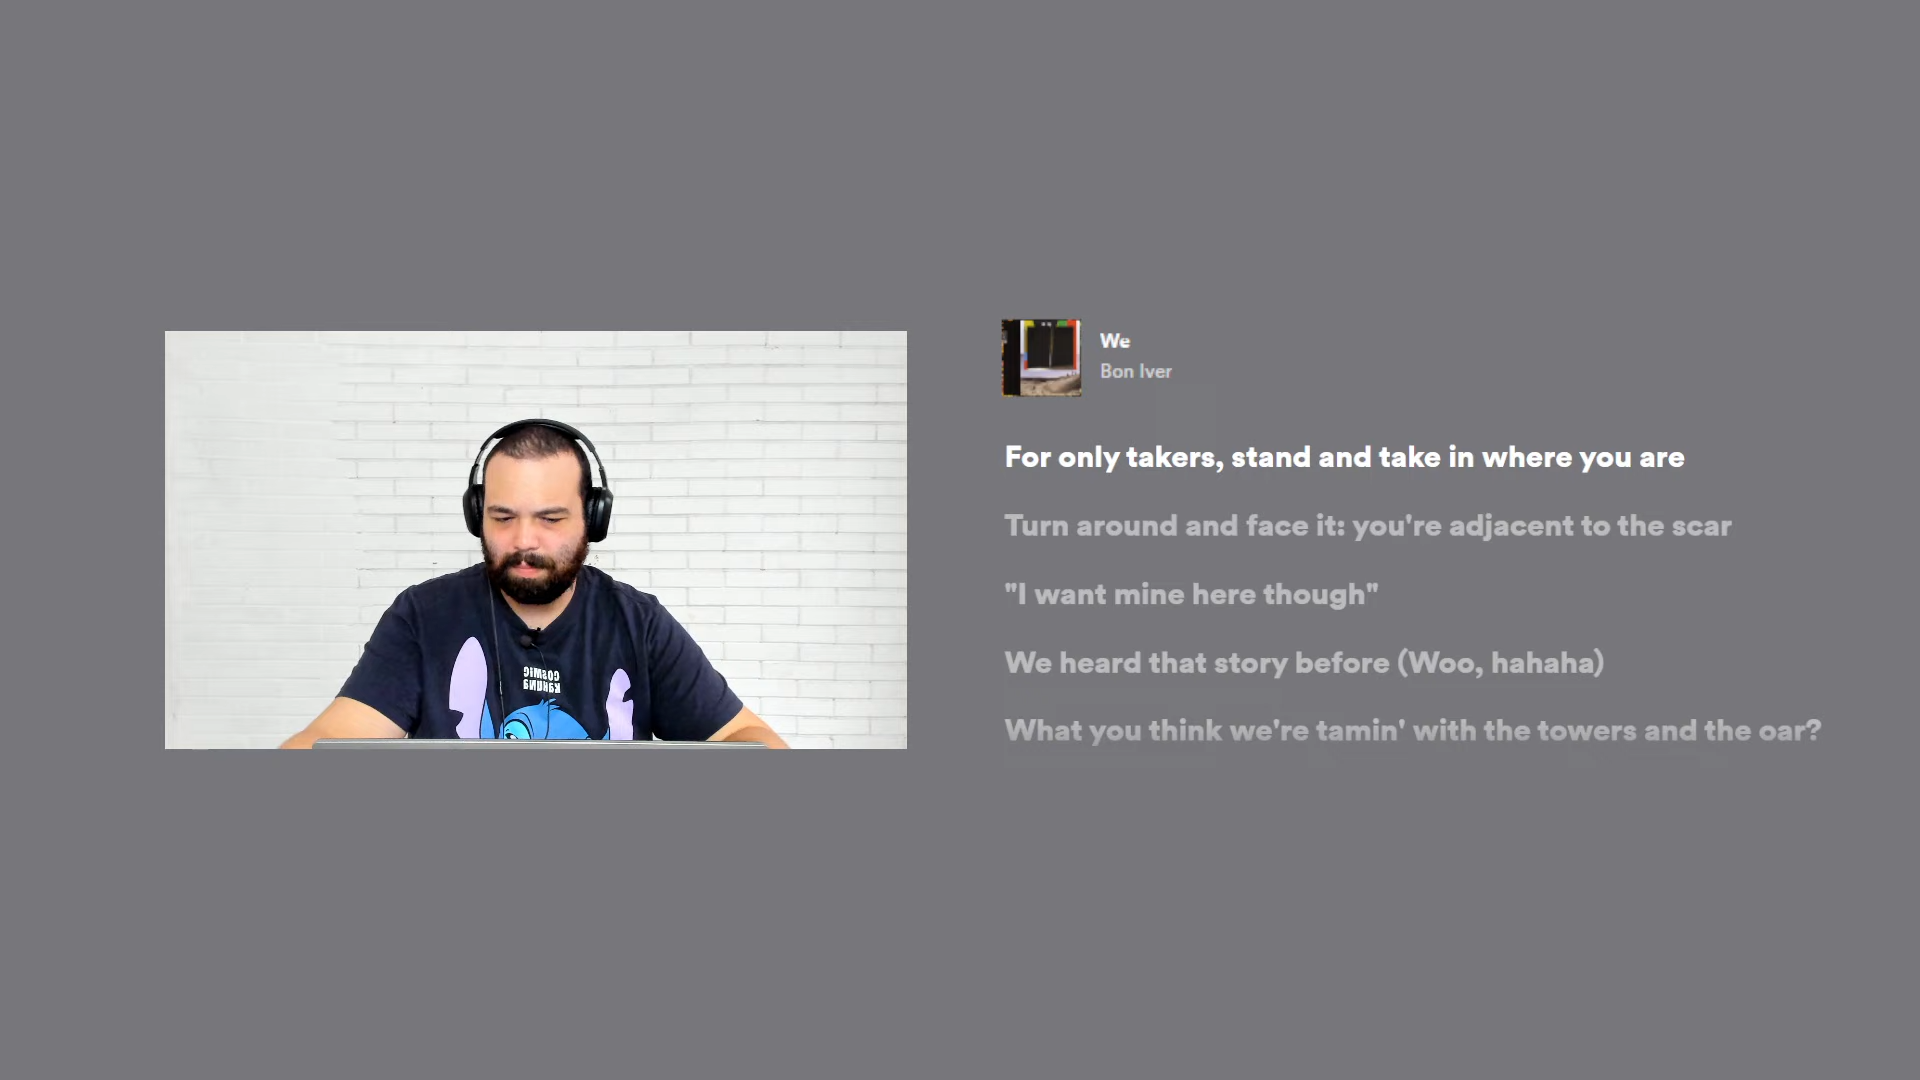 COSMIC
KAHUNA
We
Bon Iver
For only takers, stand and take in where you are
Turn around and face it: you're adjacent to the scar
"I want mine here though"
We heard that story before (Woo, hahaha)
What you think we're tamin' with the towers and the oar?